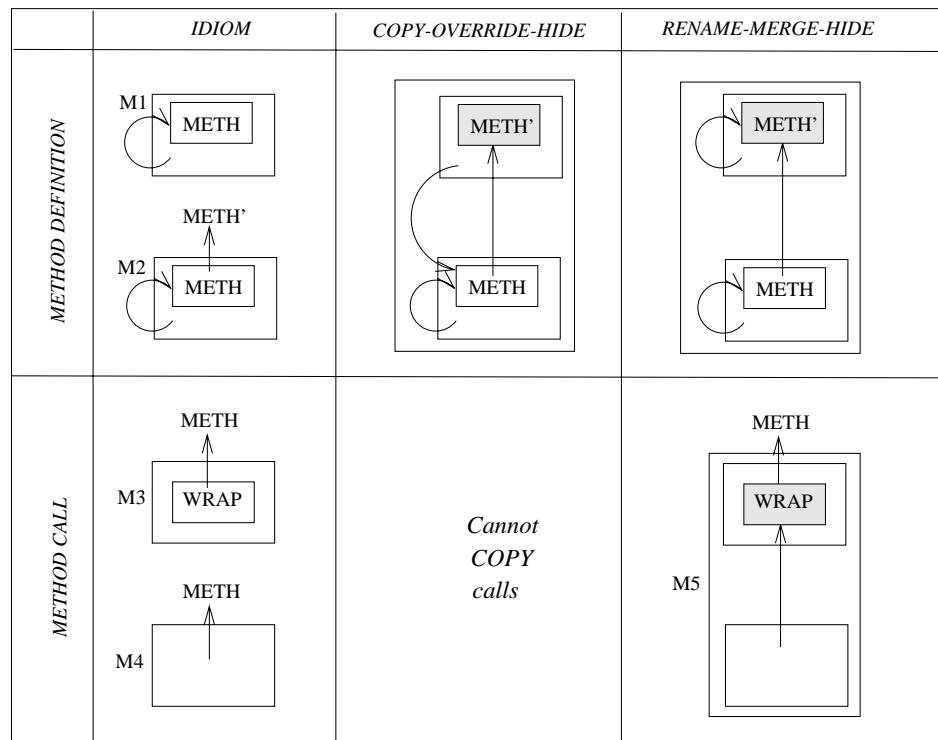 IDIOM
COPY-OVERRIDE-HIDE
RENAME-MERGE-HIDE
METHOD DEFINITION
M1
METH
METH'
M2
METH
METH'
METH
METH'
METH
METHOD CALL
METH
M3
WRAP
METH
M4
Cannot
COPY
calls
METH
WRAP
M5